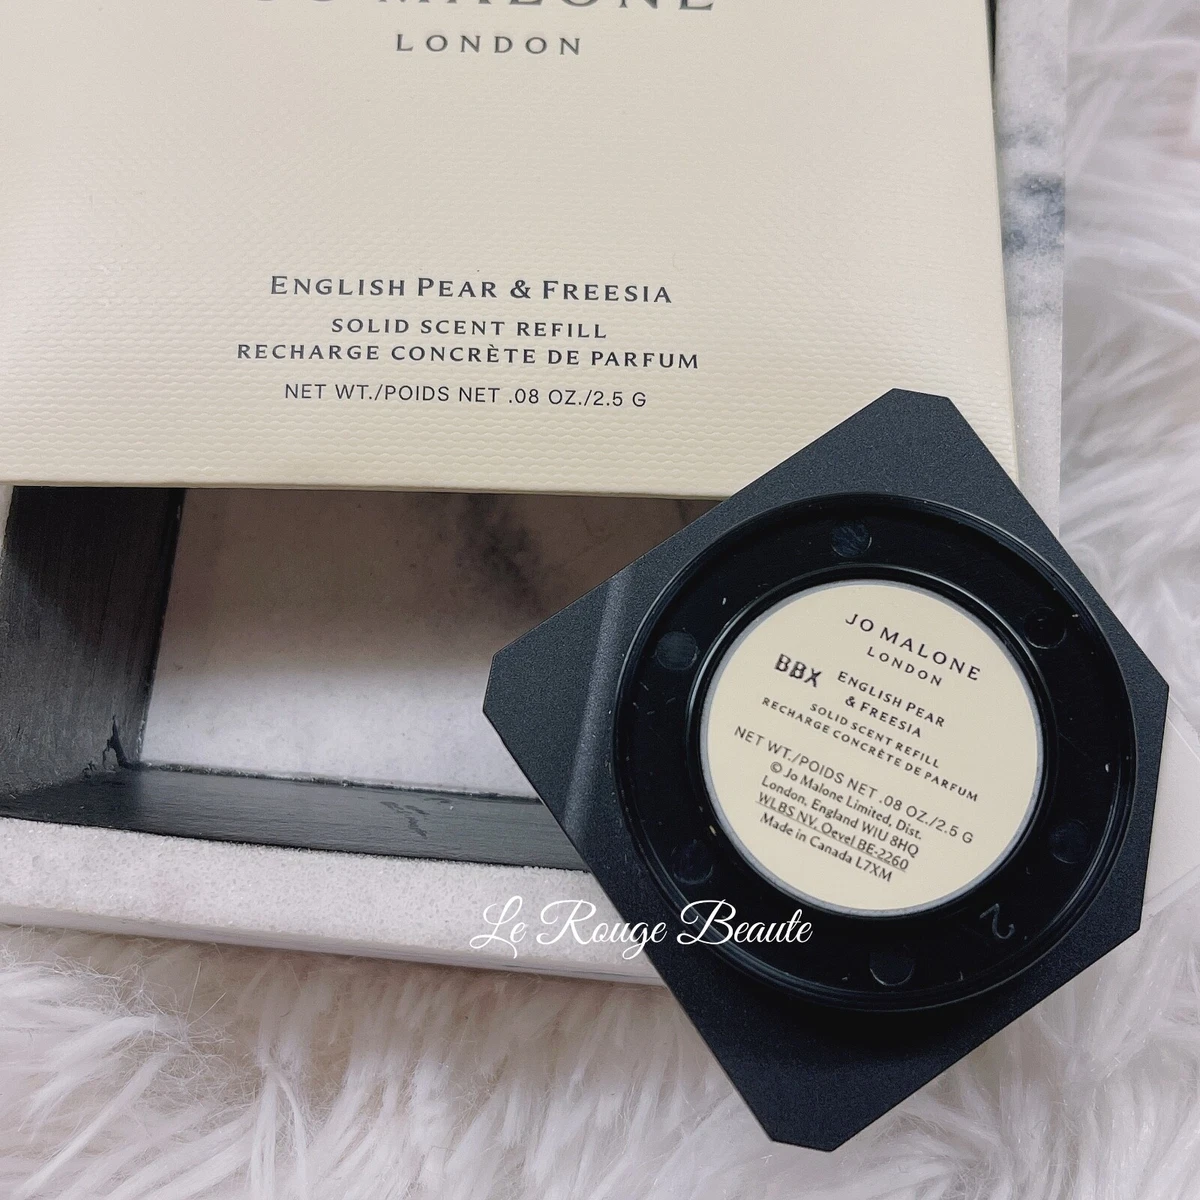 JO MALONE
LONDON
ENGLISH PEAR & FREESIA
SOLID SCENT REFILL
RECHARGE CONCRÈTE DE PARFUM
NET WT./POIDS NET .08 OZ./2.5 G
JO MALONE
LONDON
BBX
ENGLISH PEAR
& FREESIA
SOLID SCENT REFILL
RECHARGE CONCRÈTE DE PARFUM
NET WT./POIDS NET .08 OZ./2.5 G
© Jo Malone Limited, Dist.
London, England W1U 8HQ
WLBS NV, Oevel BE-2260
Made in Canada L7XM
2
Le Rouge Beaute